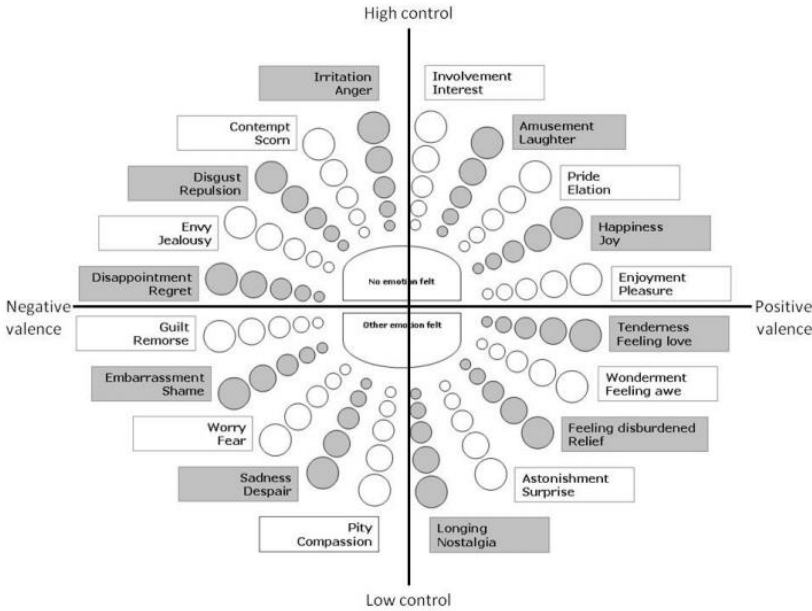 High control
Irritation
Anger
Involvement
Interest
Contempt
Scorn
Amusement
Laughter
Disgust
Repulsion
Pride
Elation
Envy
Jealousy
Happiness
Joy
Disappointment
Regret
No emotion felt
Enjoyment
Pleasure
Negative
valence
Positive
valence
Guilt
Remorse
Other emotion felt
Tenderness
Feeling love
Embarrassment
Shame
Wonderment
Feeling awe
Worry
Fear
Feeling disburdened
Relief
Sadness
Despair
Astonishment
Surprise
Pity
Compassion
Longing
Nostalgia
Low control